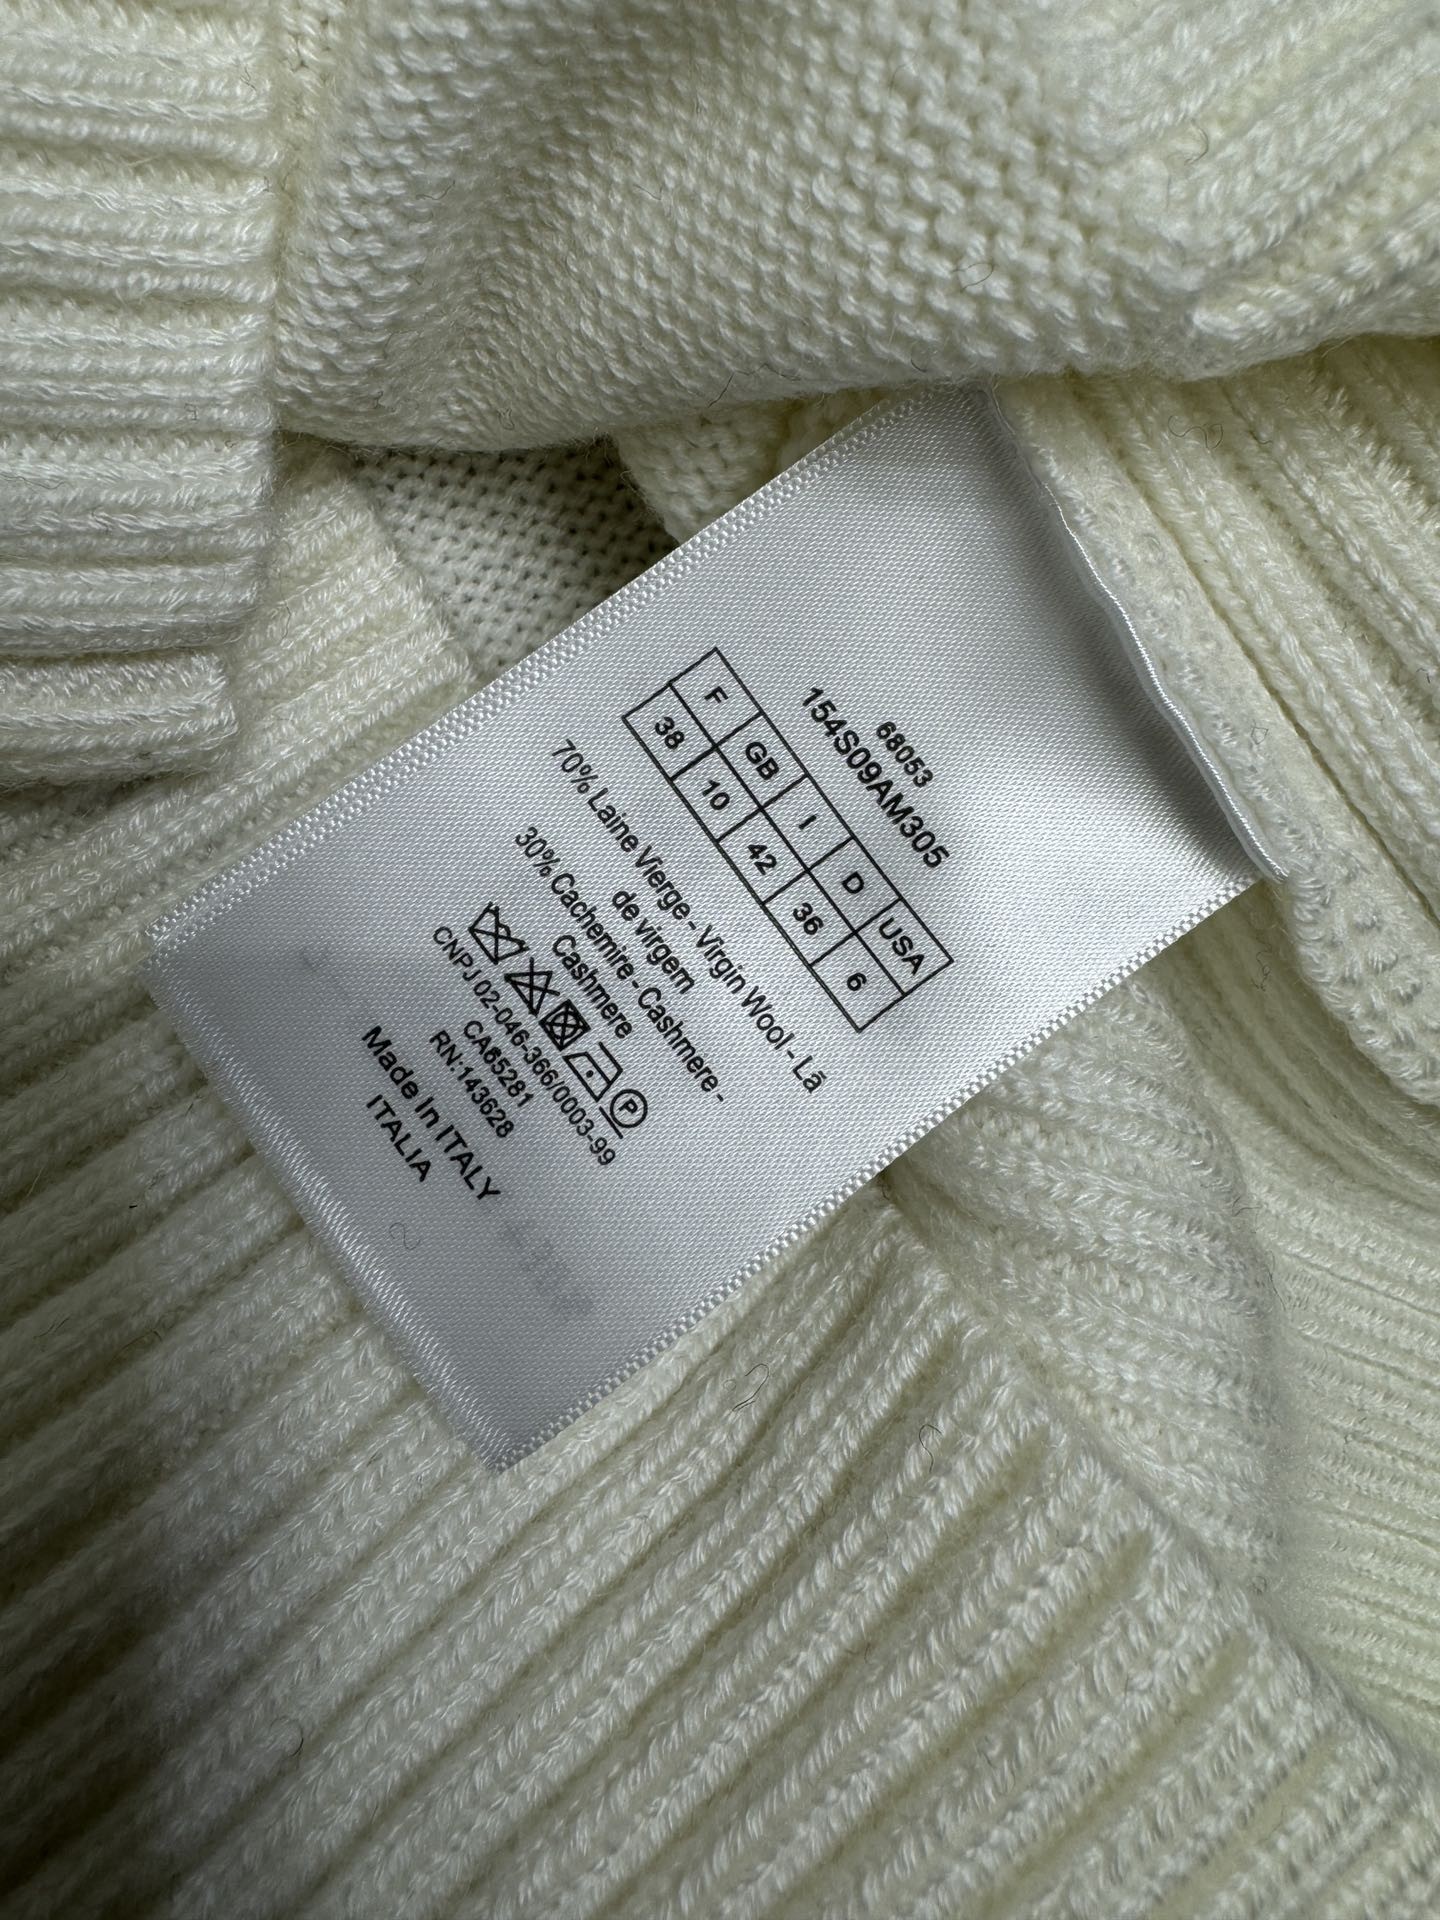 68053
154S09AM305
F GB I D USA
38 10 42 36 6
70% Laine Vierge - Virgin Wool - Lã
de virgem
30% Cachemire - Cashmere -
Cashmere
P
CNPJ 02-046-366/0003-99
CA65281
RN:143628
Made In ITALY
ITALIA